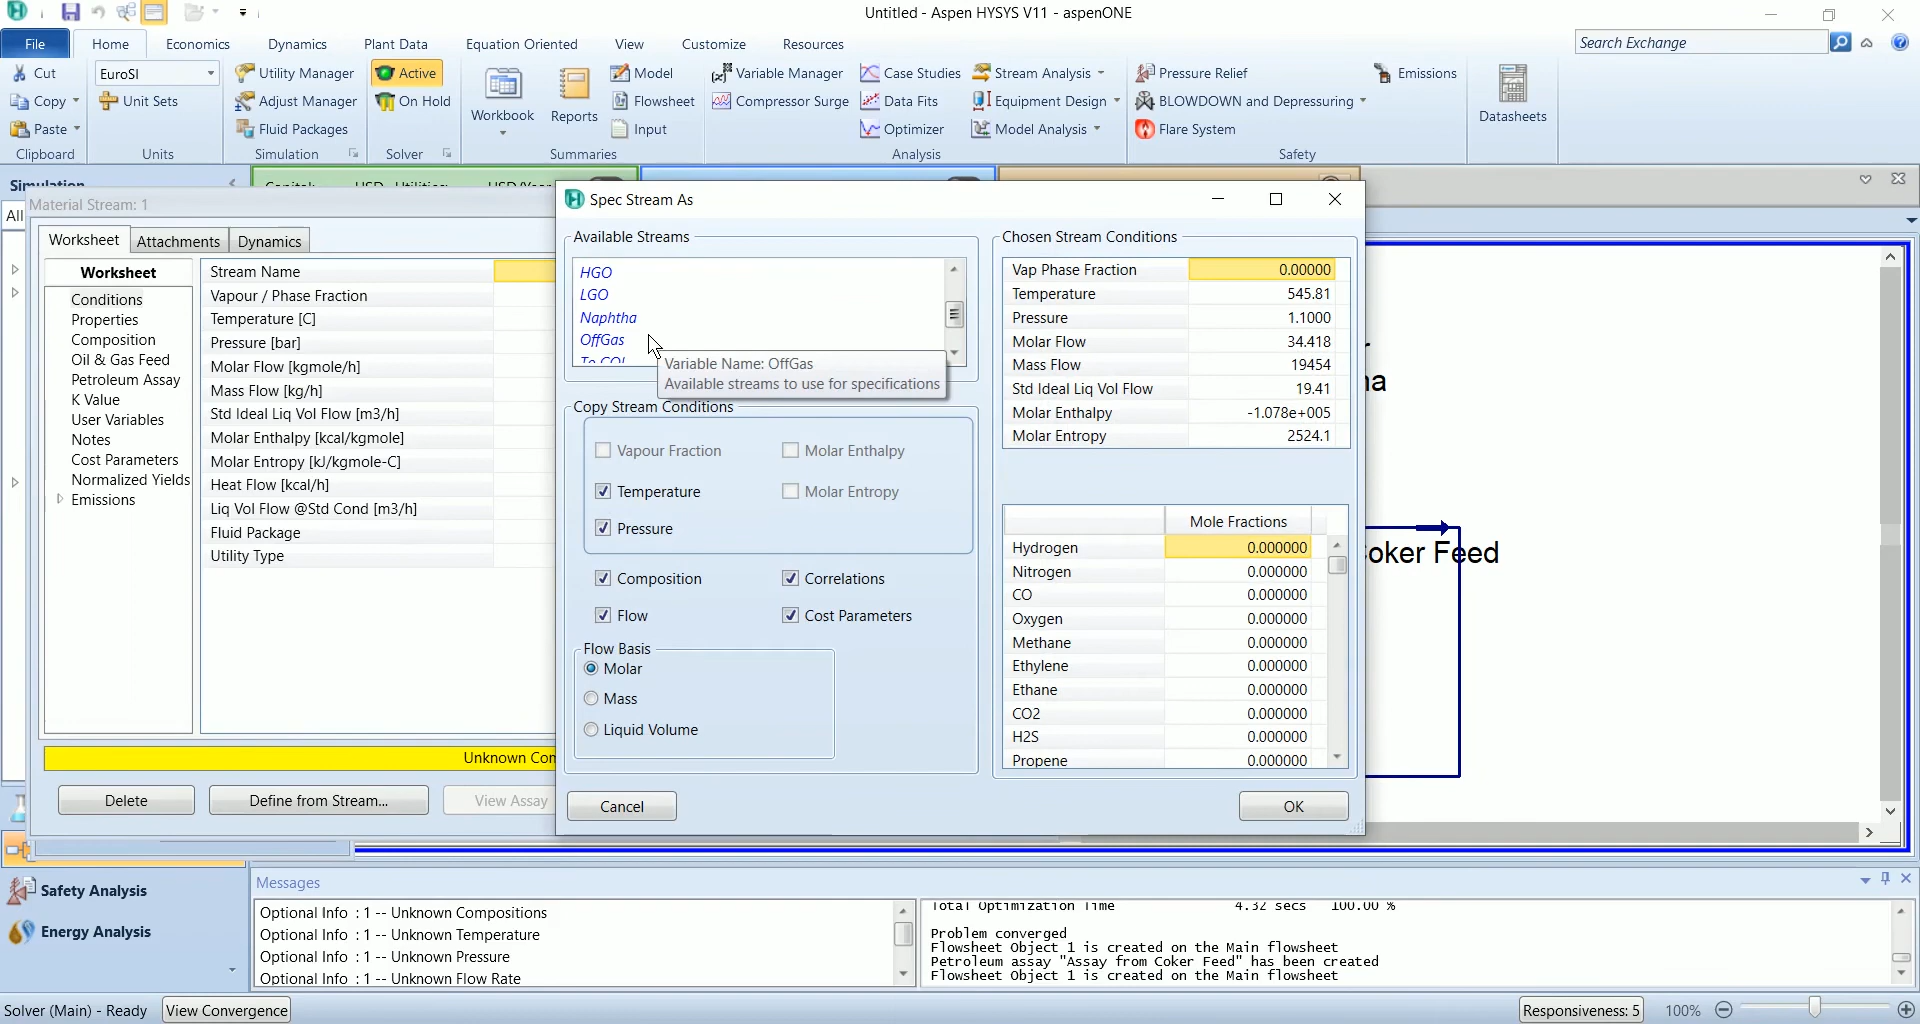 Untitled - Aspen HYSYS V11 - aspenONE
File
Home
Economics
Dynamics
Plant Data
Equation Oriented
View
Customize
Resources
Search Exchange
Cut
Copy
Paste
Clipboard
EuroSI
Unit Sets
Units
Utility Manager
Adjust Manager
Fluid Packages
Simulation
Active
On Hold
Solver
Workbook
Reports
Model
Flowsheet
Input
Summaries
Variable Manager
Compressor Surge
Case Studies
Data Fits
Optimizer
Stream Analysis
Equipment Design
Model Analysis
Analysis
Pressure Relief
BLOWDOWN and Depressuring
Flare System
Emissions
Safety
Datasheets
Simulation
All
Material Stream: 1
Worksheet
Attachments
Dynamics
Worksheet
Conditions
Properties
Composition
Oil & Gas Feed
Petroleum Assay
K Value
User Variables
Notes
Cost Parameters
Normalized Yields
Emissions
Stream Name
Vapour / Phase Fraction
Temperature [C]
Pressure [bar]
Molar Flow [kgmole/h]
Mass Flow [kg/h]
Std Ideal Liq Vol Flow [m3/h]
Molar Enthalpy [kcal/kgmole]
Molar Entropy [kJ/kgmole-C]
Heat Flow [kcal/h]
Liq Vol Flow @Std Cond [m3/h]
Fluid Package
Utility Type
Unknown Com
Delete
Define from Stream...
View Assay
Spec Stream As
Available Streams
HGO
LGO
Naphtha
OffGas
Variable Name: OffGas
Available streams to use for specifications
Copy Stream Conditions
Vapour Fraction
Molar Enthalpy
Temperature
Molar Entropy
Pressure
Composition
Correlations
Flow
Cost Parameters
Flow Basis
Molar
Mass
Liquid Volume
Cancel
Chosen Stream Conditions
Vap Phase Fraction 0.00000
Temperature 545.81
Pressure 1.1000
Molar Flow 34.418
Mass Flow 19454
Std Ideal Liq Vol Flow 19.41
Molar Enthalpy -1.078e+005
Molar Entropy 2524.1
Mole Fractions
Hydrogen 0.000000
Nitrogen 0.000000
CO 0.000000
Oxygen 0.000000
Methane 0.000000
Ethylene 0.000000
Ethane 0.000000
CO2 0.000000
H2S 0.000000
Propene 0.000000
OK
oker Feed
Safety Analysis
Energy Analysis
Messages
Optional Info : 1 -- Unknown Compositions
Optional Info : 1 -- Unknown Temperature
Optional Info : 1 -- Unknown Pressure
Optional Info : 1 -- Unknown Flow Rate
Total Optimization Time 4.32 secs 100.00 %
Problem converged
Flowsheet Object 1 is created on the Main flowsheet
Petroleum assay "Assay from Coker Feed" has been created
Flowsheet Object 1 is created on the Main flowsheet
Solver (Main) - Ready
View Convergence
Responsiveness: 5
100%